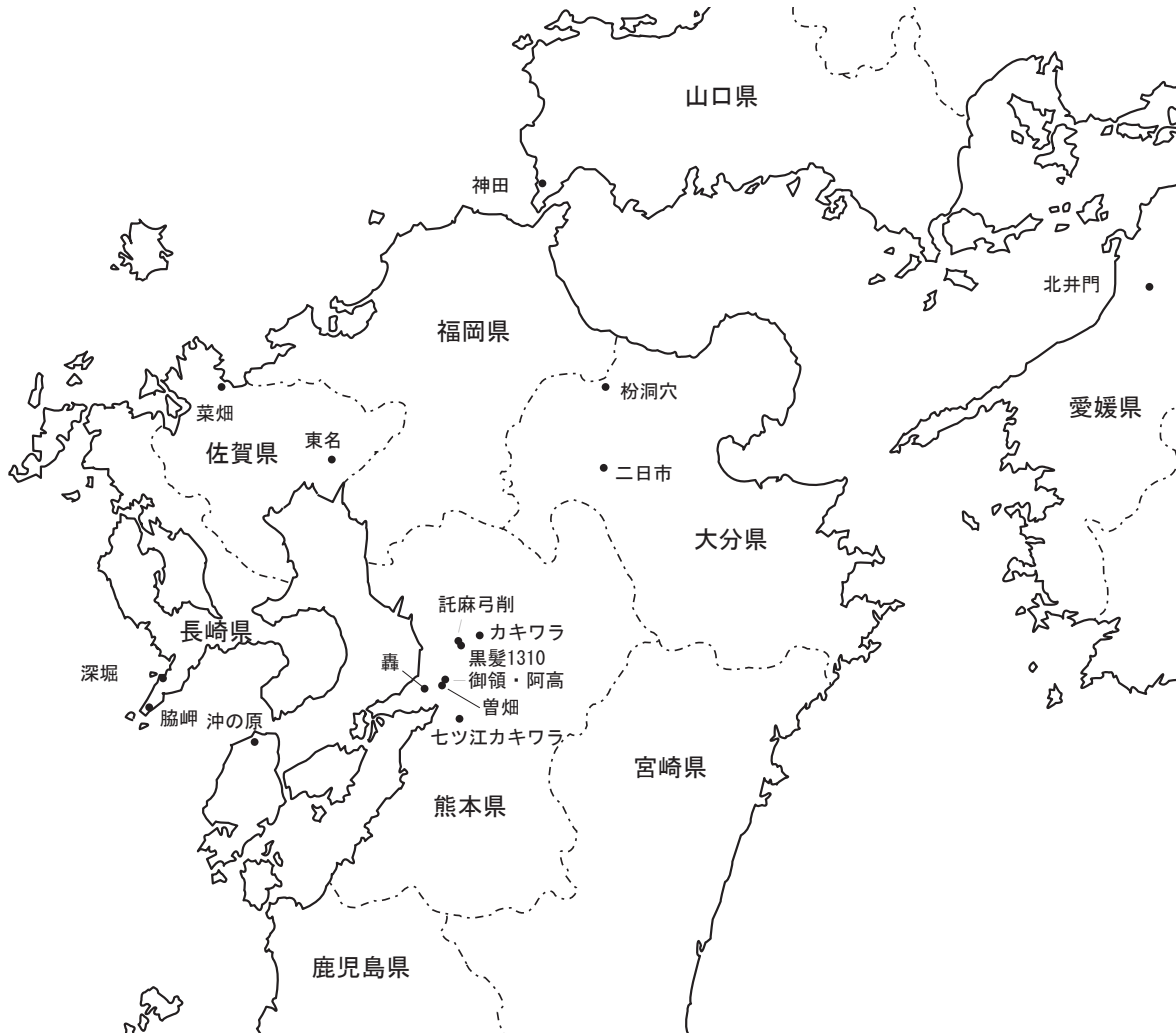 山口県
神田
北井門
福岡県
枌洞穴
菜畑
愛媛県
佐賀県
東名
二日市
大分県
託麻弓削
カキワラ
長崎県
黒髪1310
轟
御領・阿高
深堀
曽畑
脇岬
沖の原
七ツ江カキワラ
宮崎県
熊本県
鹿児島県